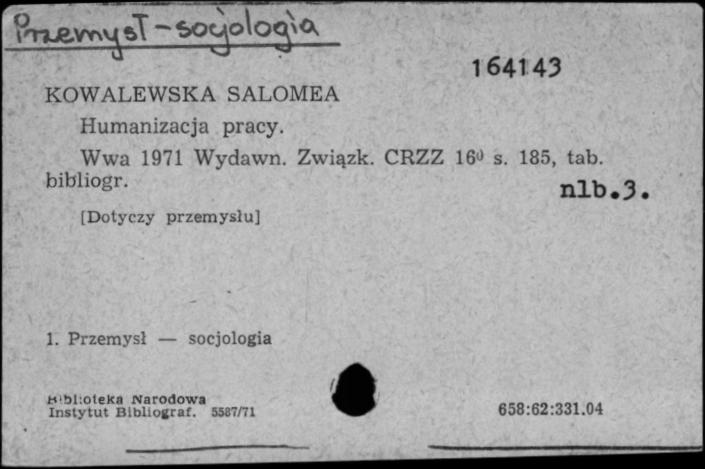 Przemysł – socjologia
164143
KOWALEWSKA SALOMEA
Humanizacja pracy.
Wwa 1971 Wydawn. Związk. CRZZ 16⁰ s. 185, tab.
bibliogr.
nlb.3.
[Dotyczy przemysłu]
1. Przemysł — socjologia
Biblioteka Narodowa
Instytut Bibliograf. 5587/71
658:62:331.04